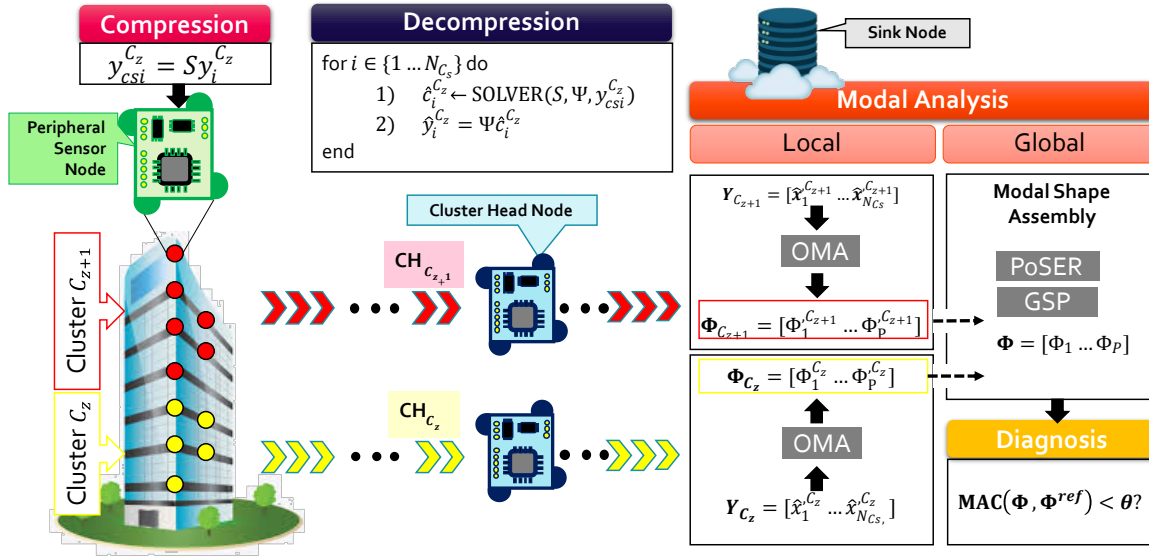 Compression
y_{csi}^{C_z} = Sy_i^{C_z}
Peripheral
Sensor
Node
Cluster C_{z+1}
Cluster C_z
Decompression
for i ∈ {1 … N_{C_s}} do
1) ĉ_i^{C_z} ← SOLVER(S, Ψ, y_{csi}^{C_z})
2) ŷ_i^{C_z} = Ψĉ_i^{C_z}
end
Cluster Head Node
CH_{C_{z+1}}
CH_{C_z}
Sink Node
Modal Analysis
Local
Global
Y_{C_{z+1}} = [x̂_1^{,C_{z+1}} … x̂_{N_{Cs}}^{,C_{z+1}}]
OMA
Φ_{C_{z+1}} = [Φ_1^{,C_{z+1}} … Φ_P^{,C_{z+1}}]
Φ_{C_z} = [Φ_1^{C_z} … Φ_P^{,C_z}]
OMA
Y_{C_z} = [x̂_1^{,C_z} … x̂_{N_{Cs,}}^{,C_z}]
Modal Shape
Assembly
PoSER
GSP
Φ = [Φ_1 … Φ_P]
Diagnosis
MAC(Φ, Φ^{ref}) < θ?